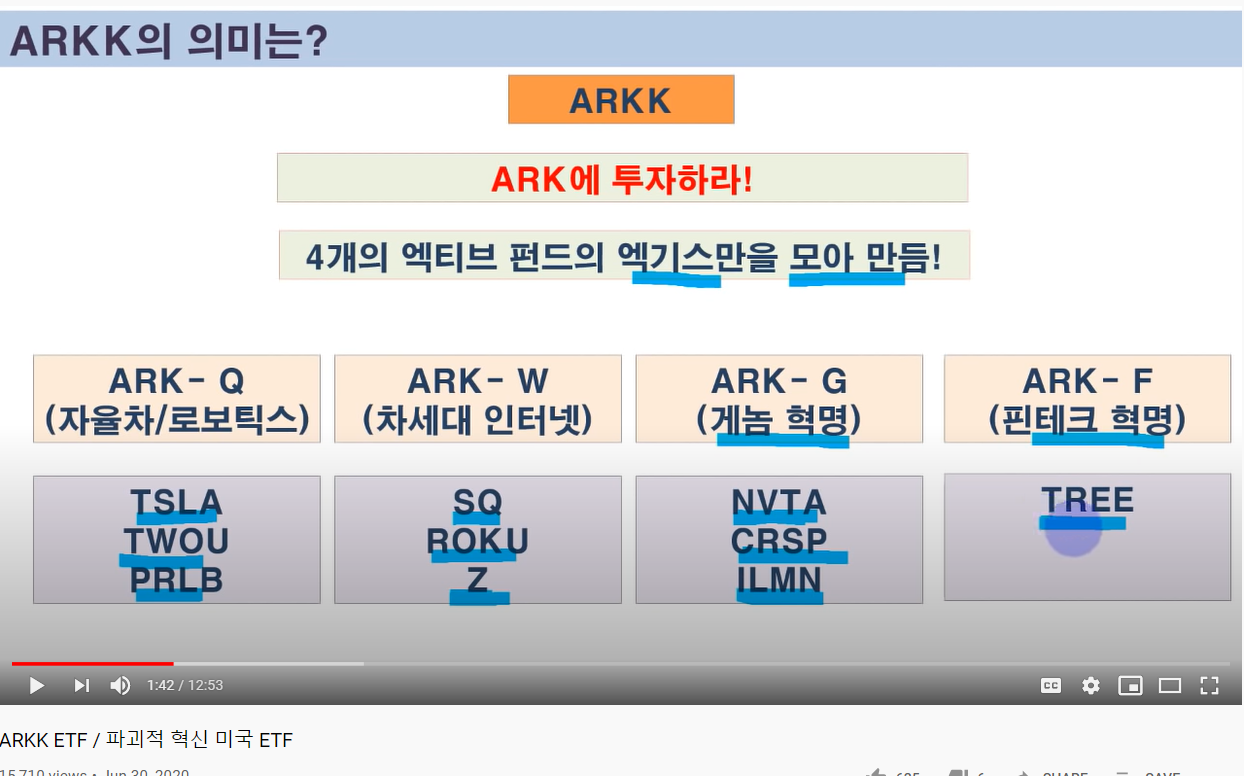 ARKK의 의미는?
ARKK
ARK에 투자하라!
4개의 엑티브 펀드의 엑기스만을 모아 만듬!
ARK- Q
(자율차/로보틱스)
ARK- W
(차세대 인터넷)
ARK- G
(게놈 혁명)
ARK- F
(핀테크 혁명)
TSLA
TWOU
PRLB
SQ
ROKU
Z
NVTA
CRSP
ILMN
TREE
1:42 / 12:53
CC
ARKK ETF / 파괴적 혁신 미국 ETF
15,710 views • Jun 30, 2020
SHARE
SAVE